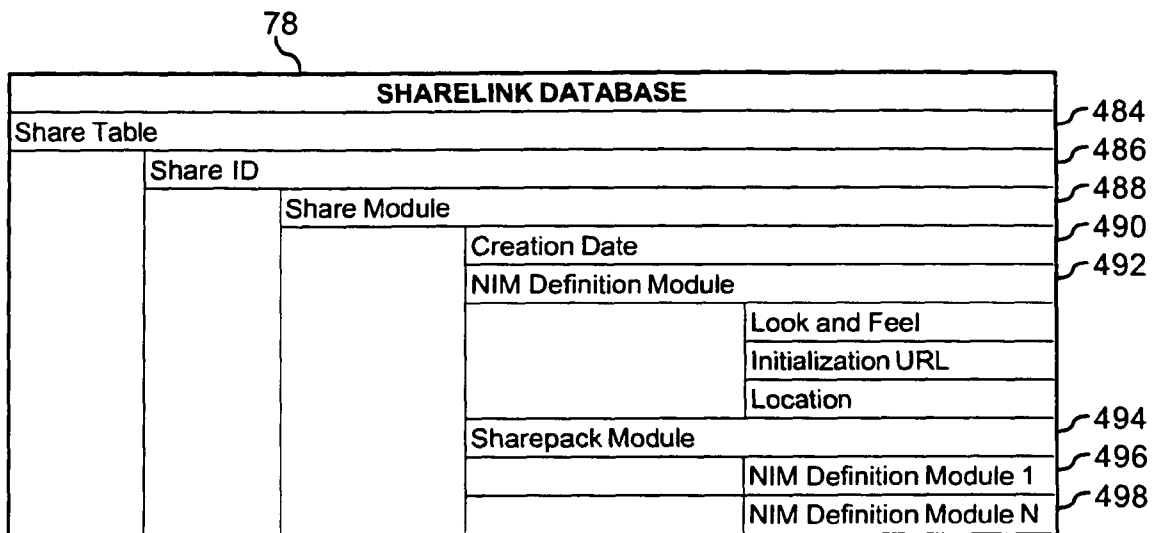 78
SHARELINK DATABASE
484
Share Table
486
Share ID
488
Share Module
490
Creation Date
492
NIM Definition Module
Look and Feel
Initialization URL
Location
494
Sharepack Module
496
NIM Definition Module 1
498
NIM Definition Module N